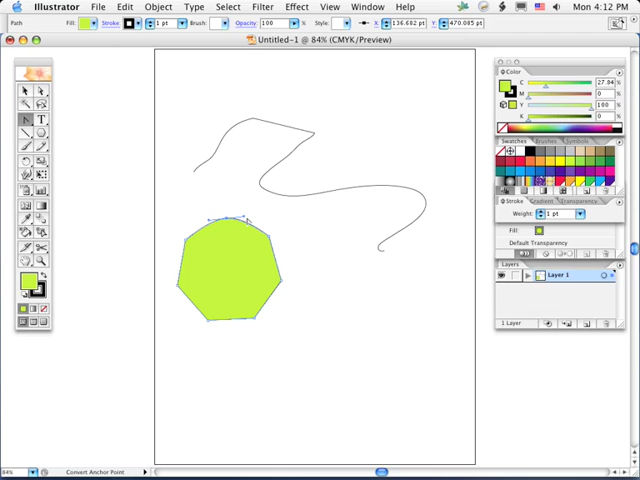 Illustrator File Edit Object Type Select Filter Effect View Window Help Mon 4:12 PM
Path Fill: Stroke: 1 pt Brush: Opacity: 100 % Style: X: 136.682 pt Y: 470.085 pt
Untitled-1 @ 84% (CMYK/Preview)
Color
C 27.84 %
M 0 %
Y 100 %
K 0 %
Swatches Brushes Symbols
Stroke Gradient Transparency
Weight: 1 pt
Fill:
Default Transparency
Layers
Layer 1
1 Layer
84% Convert Anchor Point